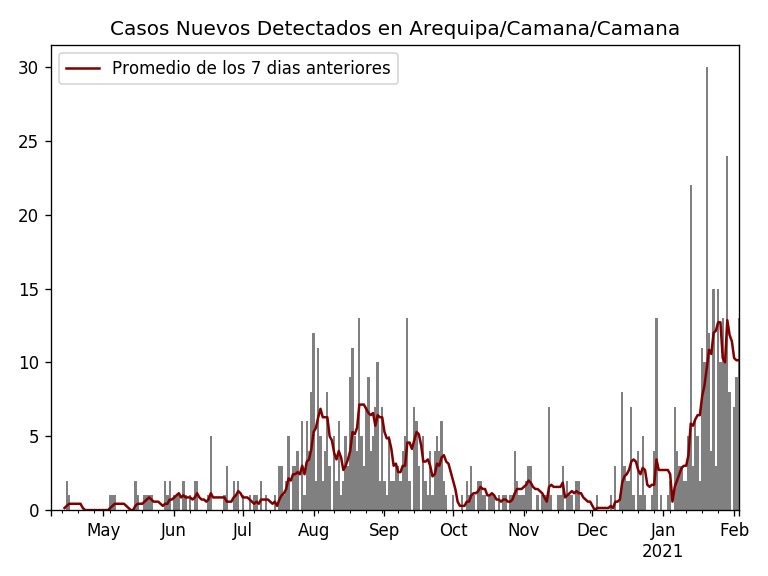 Casos Nuevos Detectados en Arequipa/Camana/Camana
Promedio de los 7 dias anteriores
30
25
20
15
10
5
0
May Jun Jul Aug Sep Oct Nov Dec Jan Feb
2021